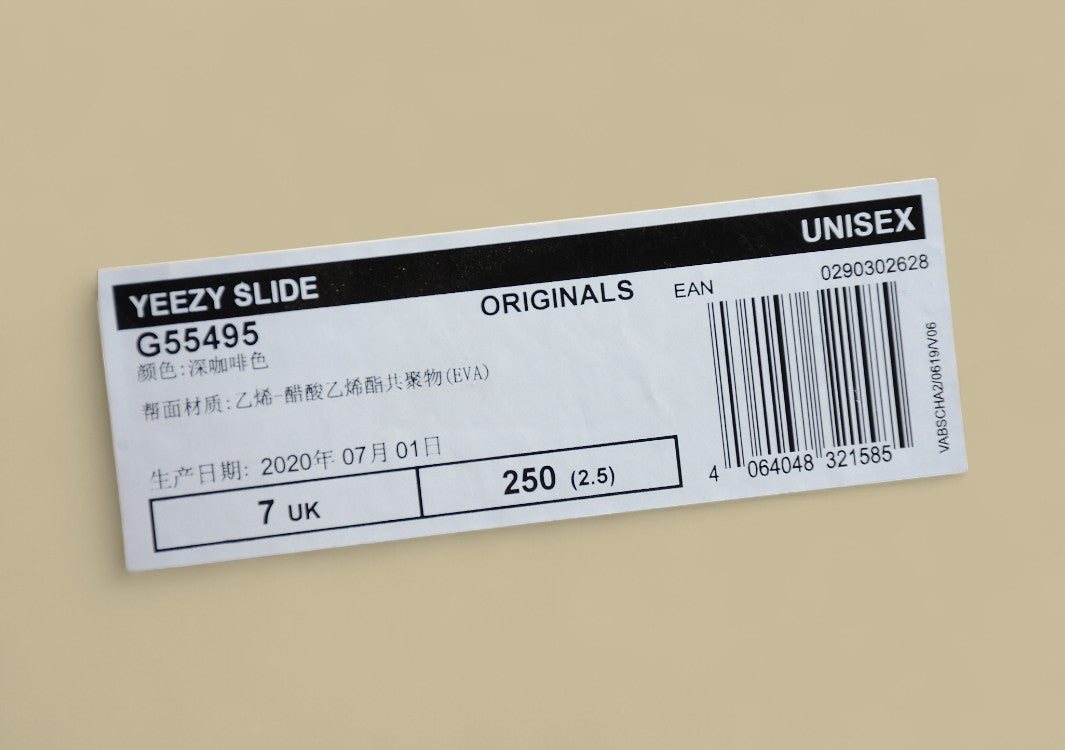 YEEZY SLIDE
UNISEX
G55495
ORIGINALS
EAN
0290302628
颜色:深咖啡色
帮面材质:乙烯-醋酸乙烯酯共聚物(EVA)
生产日期: 2020年 07月 01日
7 UK
250 (2.5)
4 064048 321585
VABSCHA2/0619/V06